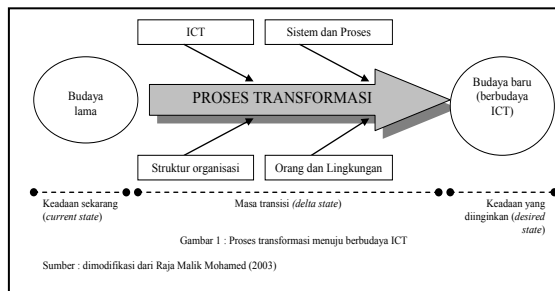 ICT
Sistem dan Proses
Budaya
lama
PROSES TRANSFORMASI
Budaya baru
(berbudaya
ICT)
Struktur organisasi
Orang dan Lingkungan
Keadaan sekarang
(current state)
Masa transisi (delta state)
Keadaan yang
diinginkan (desired
state)
Gambar 1 : Proses transformasi menuju berbudaya ICT
Sumber : dimodifikasi dari Raja Malik Mohamed (2003)